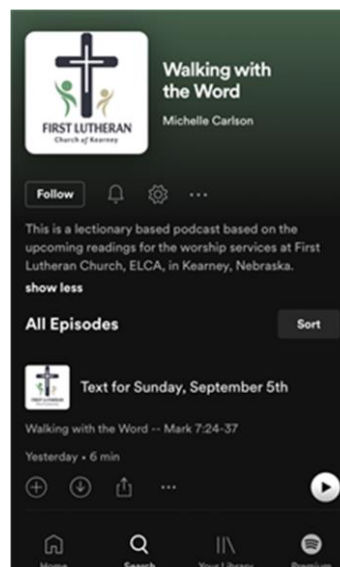 FIRST LUTHERAN
Church of Kearney
Walking with
the Word
Michelle Carlson
Follow
This is a lectionary based podcast based on the
upcoming readings for the worship services at First
Lutheran Church, ELCA, in Kearney, Nebraska.
show less
All Episodes
Sort
Text for Sunday, September 5th
Walking with the Word -- Mark 7:24-37
Yesterday • 6 min
Home
Search
Your Library
Premium